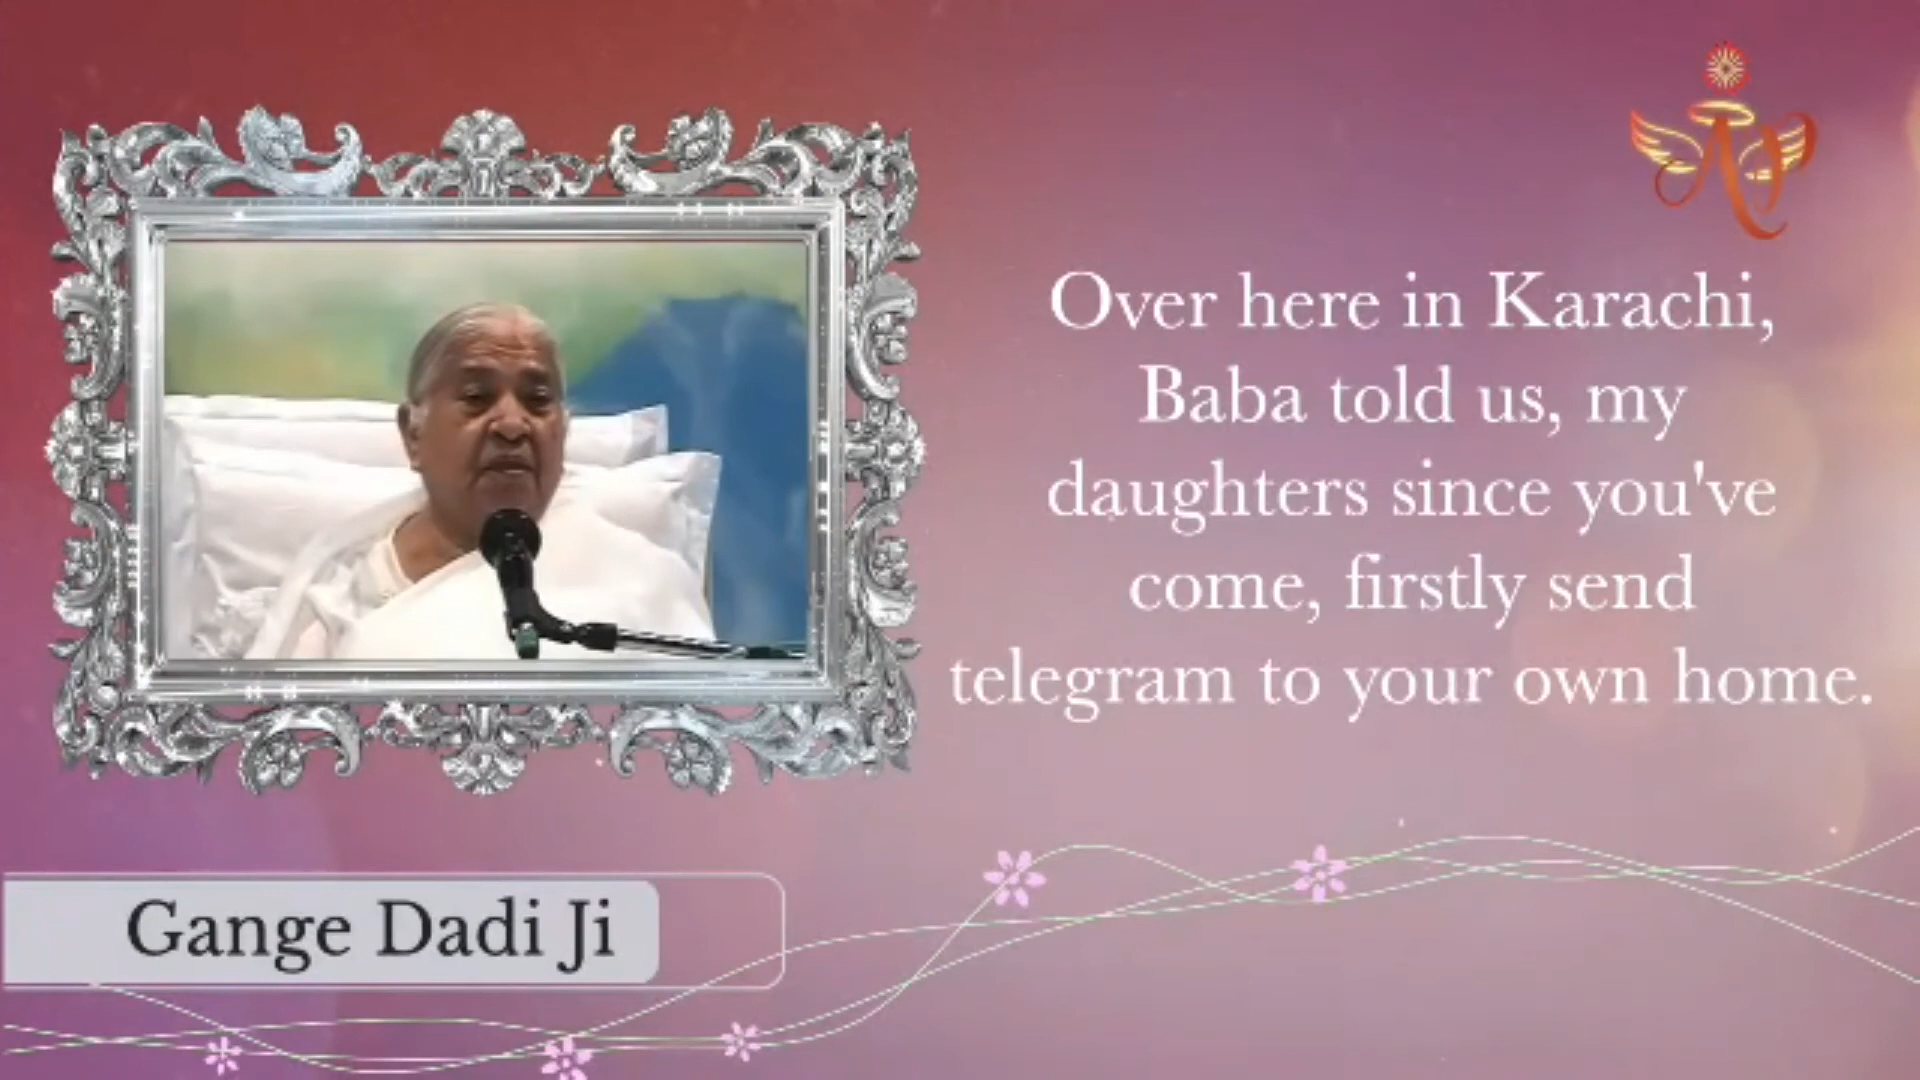 Over here in Karachi,
Baba told us, my
daughters since you've
come, firstly send
telegram to your own home.
Gange Dadi Ji